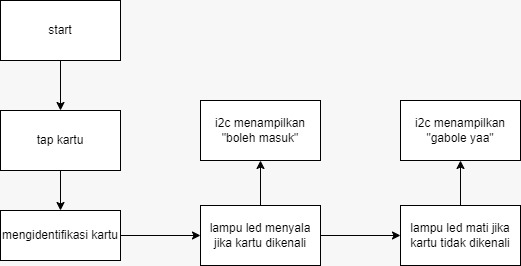 start
tap kartu
mengidentifikasi kartu
i2c menampilkan
"boleh masuk"
lampu led menyala
jika kartu dikenali
i2c menampilkan
"gabole yaa"
lampu led mati jika
kartu tidak dikenali